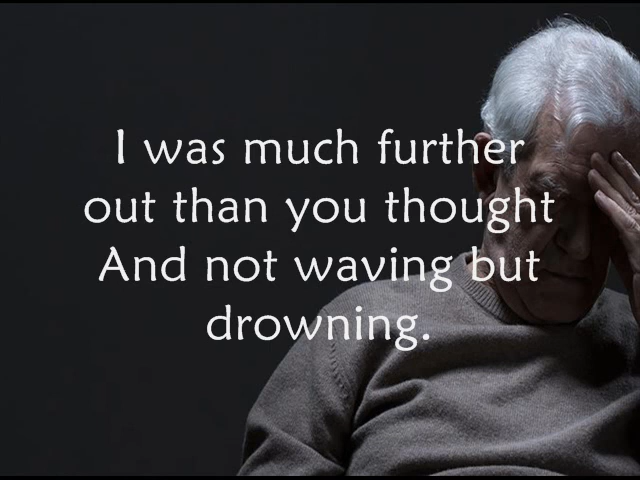 I was much further
out than you thought
And not waving but
drowning.